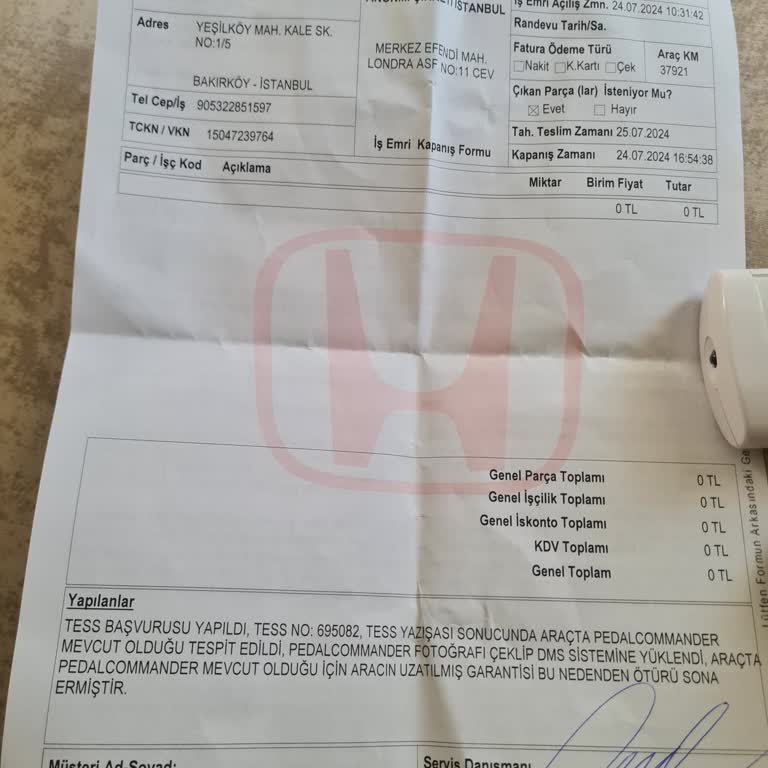 İSTANBUL
İş Emri Açılış Zmn. 24.07.2024 10:31:42
Randevu Tarih/Sa.
Adres YEŞİLKÖY MAH. KALE SK.
NO:1/5
BAKIRKÖY - İSTANBUL
MERKEZ EFENDİ MAH.
LONDRA ASF NO:11 CEV
Fatura Ödeme Türü
Nakit K.Kartı Çek
Araç KM
37921
Çıkan Parça (lar) İsteniyor Mu?
Evet Hayır
Tel Cep/İş 905322851597
TCKN / VKN 15047239764
İş Emri Kapanış Formu
Tah. Teslim Zamanı 25.07.2024
Kapanış Zamanı 24.07.2024 16:54:38
Parç / İşç Kod Açıklama Miktar Birim Fiyat Tutar
0 TL 0 TL
Genel Parça Toplamı 0 TL
Genel İşçilik Toplamı 0 TL
Genel İskonto Toplamı 0 TL
KDV Toplamı 0 TL
Genel Toplam 0 TL
Lütfen Formun Arkasındaki
Yapılanlar
TESS BAŞVURUSU YAPILDI, TESS NO: 695082, TESS YAZIŞASI SONUCUNDA ARAÇTA PEDALCOMMANDER
MEVCUT OLDUĞU TESPİT EDİLDİ, PEDALCOMMANDER FOTOĞRAFI ÇEKLİP DMS SİSTEMİNE YÜKLENDİ, ARAÇTA
PEDALCOMMANDER MEVCUT OLDUĞU İÇİN ARACIN UZATILMIŞ GARANTİSİ BU NEDENDEN ÖTÜRÜ SONA
ERMİŞTİR.
Müşteri Ad Soyad:
Servis Danışmanı